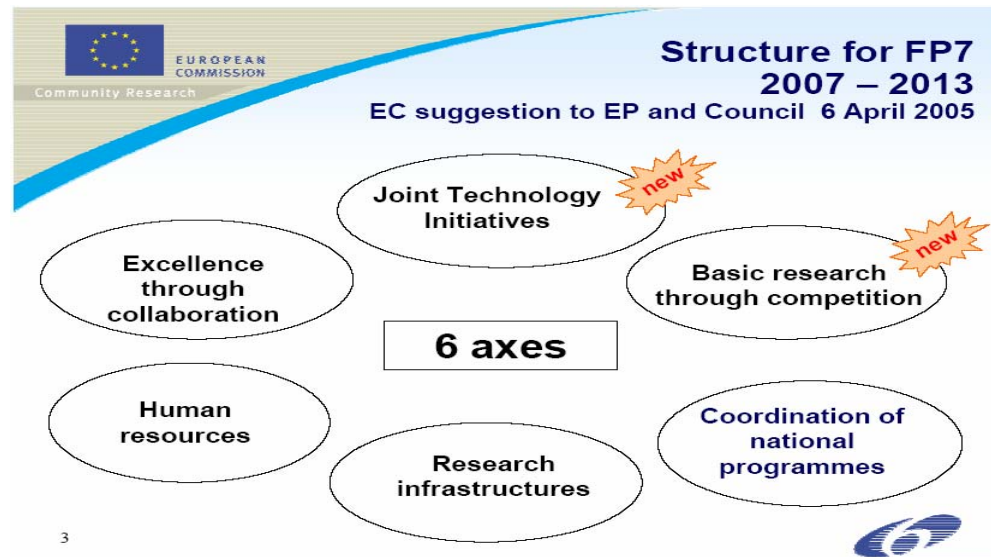 EUROPEAN
COMMISSION
Community Research
Structure for FP7
2007 – 2013
EC suggestion to EP and Council 6 April 2005
Joint Technology
Initiatives
new
Excellence
through
collaboration
Basic research
through competition
new
6 axes
Human
resources
Research
infrastructures
Coordination of
national
programmes
3
6